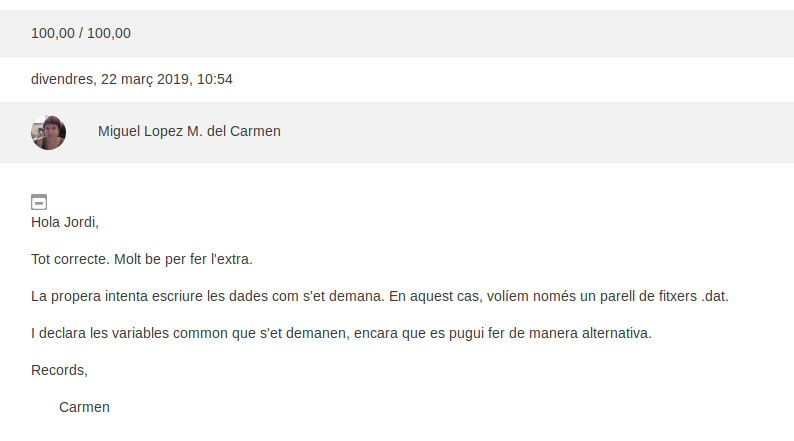 100,00 / 100,00
divendres, 22 març 2019, 10:54
Miguel Lopez M. del Carmen
Hola Jordi,
Tot correcte. Molt be per fer l'extra.
La propera intenta escriure les dades com s'et demana. En aquest cas, volíem només un parell de fitxers .dat.
I declara les variables common que s'et demanen, encara que es pugui fer de manera alternativa.
Records,
Carmen